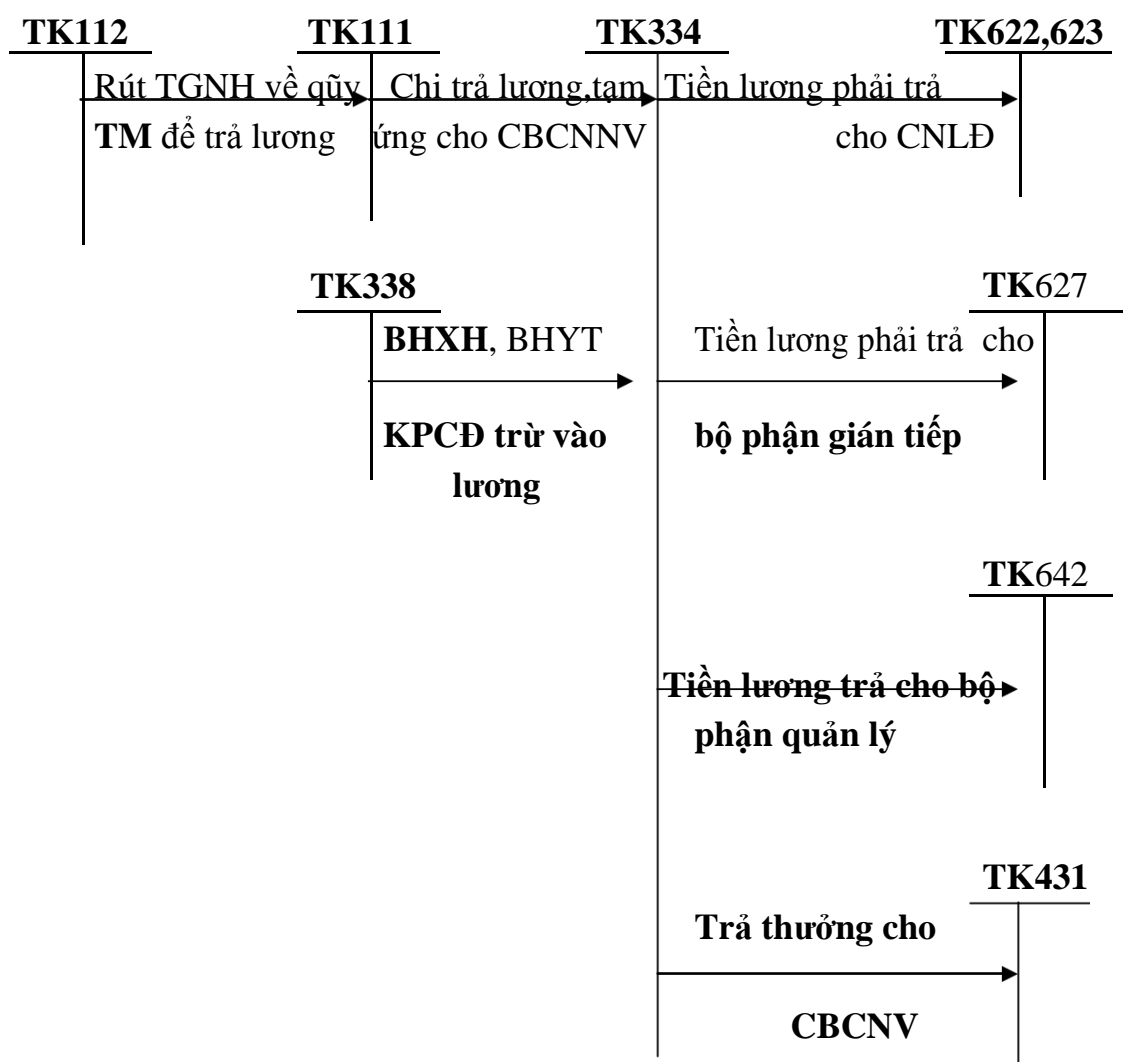 TK112 TK111 TK334 TK622,623
Rút TGNH về qũy Chi trả lương,tạm Tiền lương phải trả
TM để trả lương ứng cho CBCNNV cho CNLĐ
TK338 TK627
BHXH, BHYT Tiền lương phải trả cho
KPCĐ trừ vào bộ phận gián tiếp
lương
TK642
Tiền lương trả cho bộ
phận quản lý
TK431
Trả thưởng cho
CBCNV